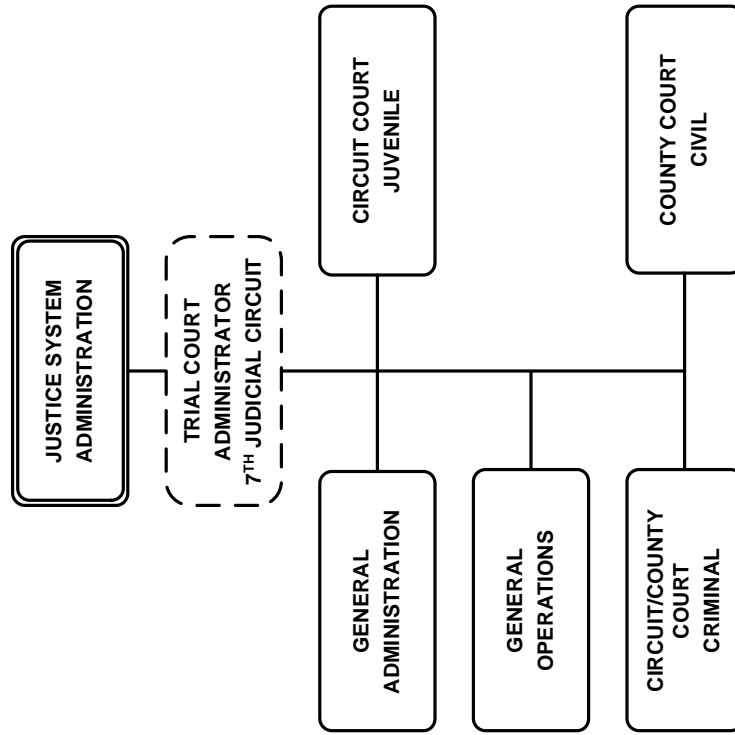 JUSTICE SYSTEM
ADMINISTRATION
TRIAL COURT
ADMINISTRATOR
7TH JUDICIAL CIRCUIT
GENERAL
ADMINISTRATION
CIRCUIT COURT
JUVENILE
GENERAL
OPERATIONS
CIRCUIT/COUNTY
COURT
CRIMINAL
COUNTY COURT
CIVIL